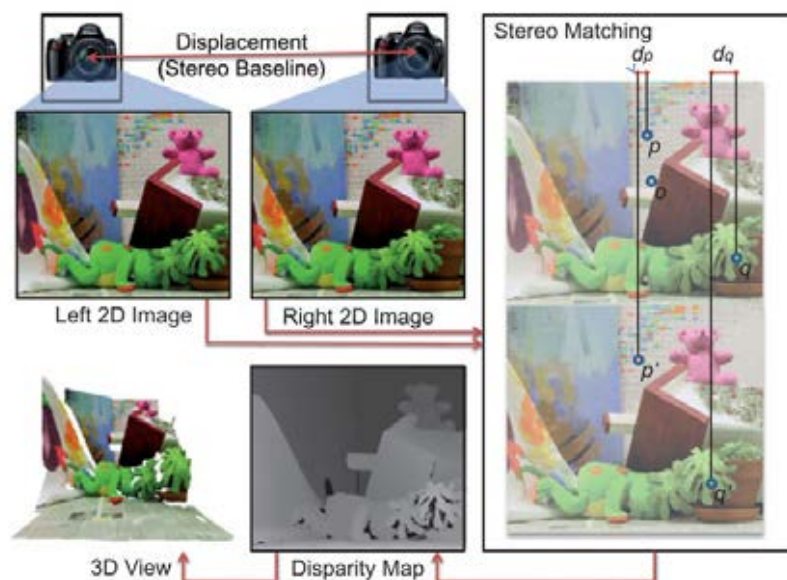 Displacement
(Stereo Baseline)
Stereo Matching
dp
dq
p
o
q
Left 2D Image
Right 2D Image
p'
q'
3D View
Disparity Map